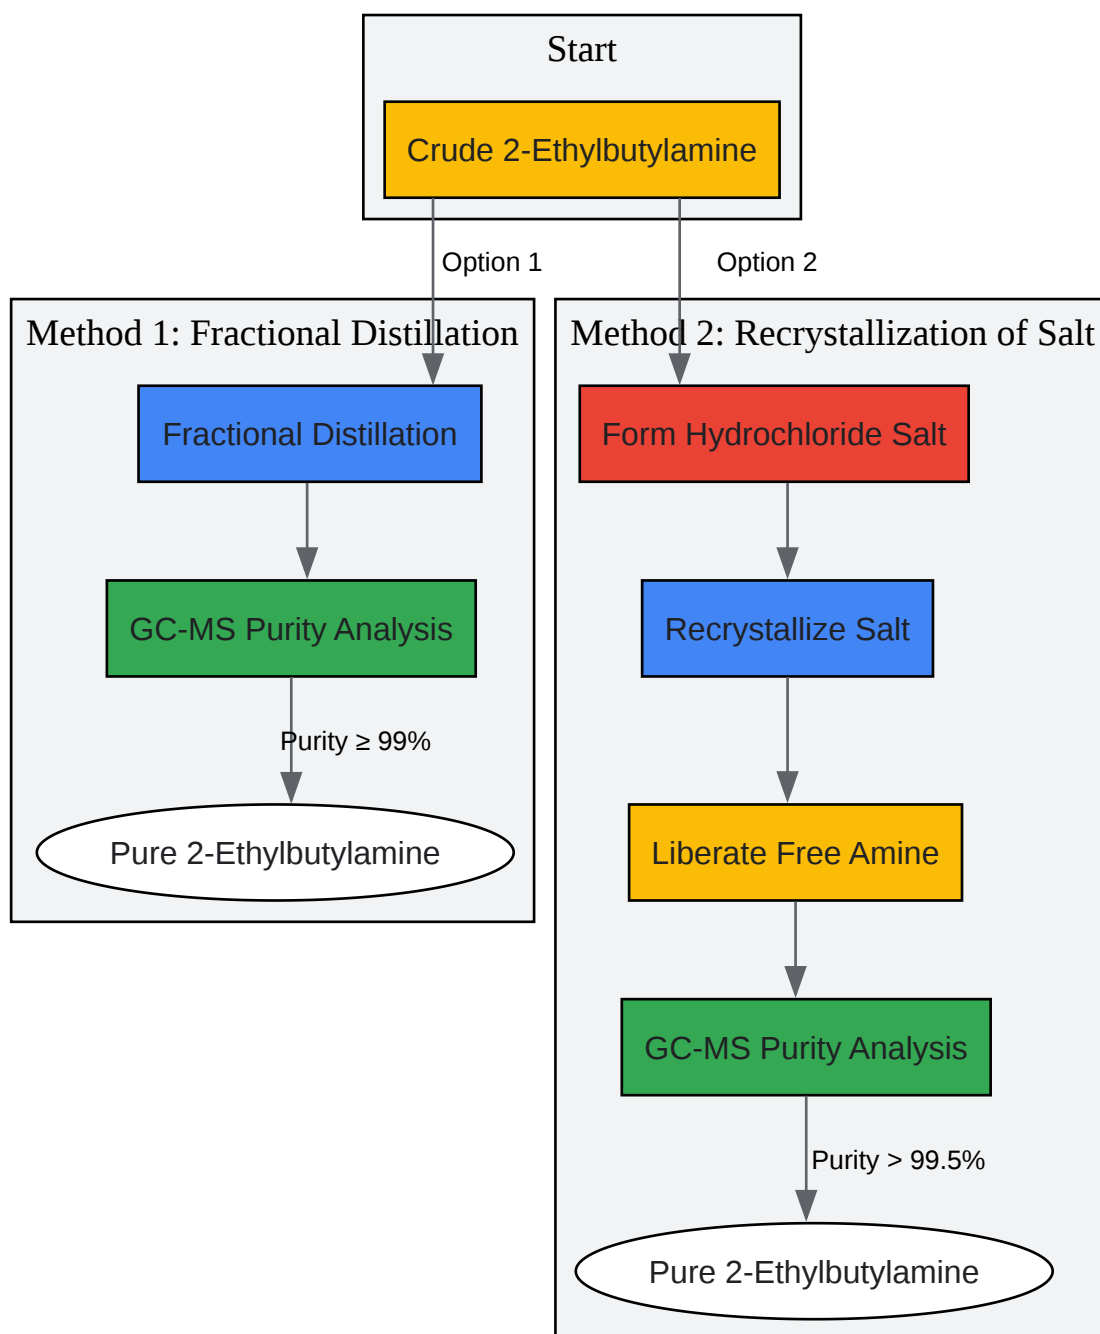 Start
Crude 2-Ethylbutylamine
Option 1
Option 2
Method 1: Fractional Distillation
Fractional Distillation
GC-MS Purity Analysis
Purity ≥ 99%
Pure 2-Ethylbutylamine
Method 2: Recrystallization of Salt
Form Hydrochloride Salt
Recrystallize Salt
Liberate Free Amine
GC-MS Purity Analysis
Purity > 99.5%
Pure 2-Ethylbutylamine